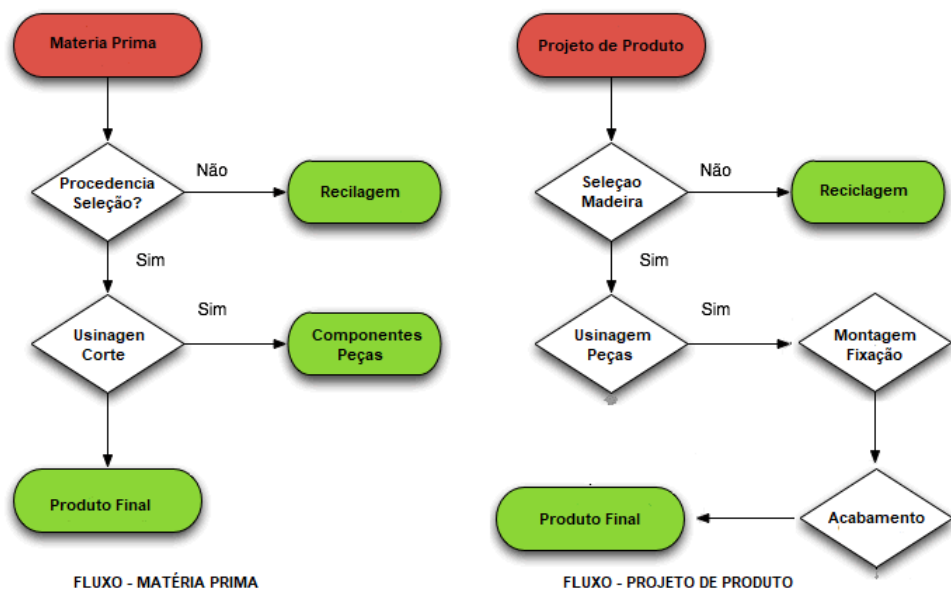 Materia Prima
Procedencia
Seleção?
Não
Recilagem
Sim
Usinagen
Corte
Sim
Componentes
Peças
Produto Final
FLUXO - MATÉRIA PRIMA
Projeto de Produto
Seleçao
Madeira
Não
Reciclagem
Sim
Usinagem
Peças
Sim
Montagem
Fixação
Acabamento
Produto Final
FLUXO - PROJETO DE PRODUTO